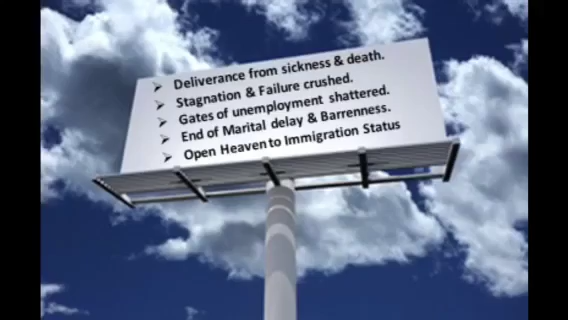 ➢ Deliverance from sickness & death.
➢ Stagnation & Failure crushed.
➢ Gates of unemployment shattered.
➢ End of Marital delay & Barrenness.
➢ Open Heaven to Immigration Status